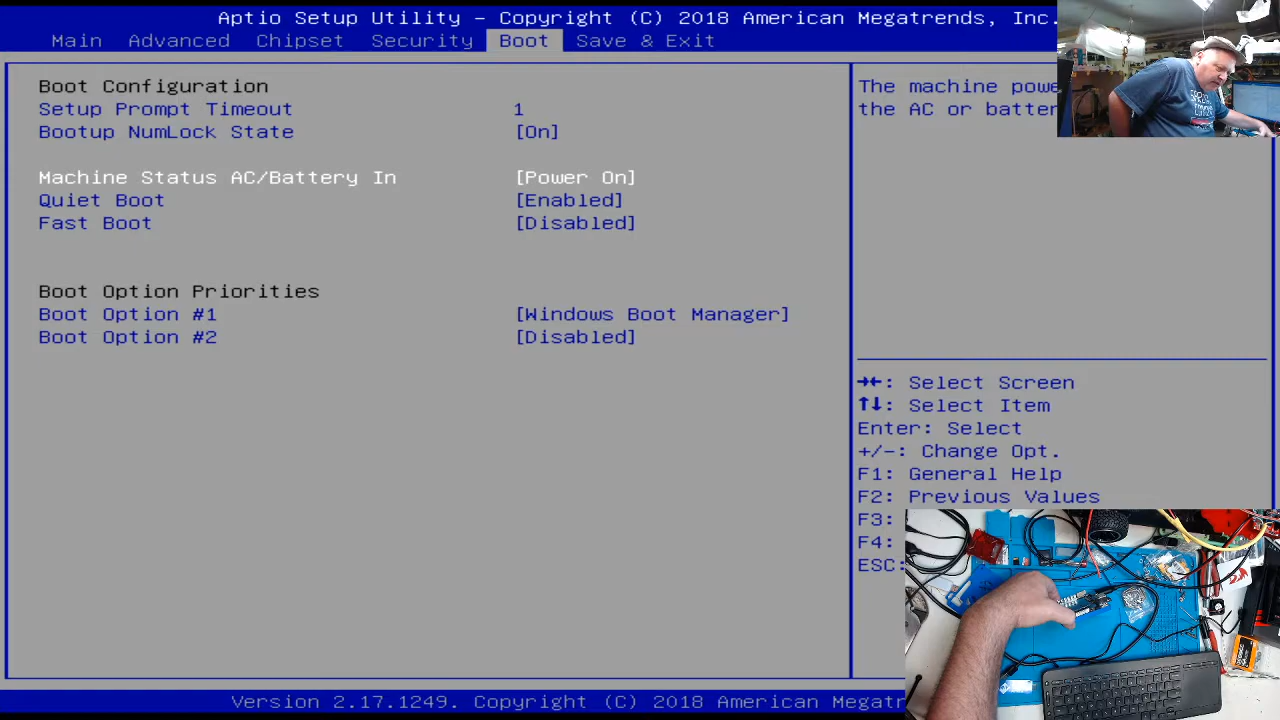 Aptio Setup Utility – Copyright (C) 2018 American Megatrends, Inc.
Main Advanced Chipset Security Boot Save & Exit
Boot Configuration
Setup Prompt Timeout 1
Bootup NumLock State [On]
Machine Status AC/Battery In [Power On]
Quiet Boot [Enabled]
Fast Boot [Disabled]
Boot Option Priorities
Boot Option #1 [Windows Boot Manager]
Boot Option #2 [Disabled]
The machine powe
the AC or batter
→←: Select Screen
↑↓: Select Item
Enter: Select
+/-: Change Opt.
F1: General Help
F2: Previous Values
F3:
F4:
ESC:
Version 2.17.1249. Copyright (C) 2018 American Megatr